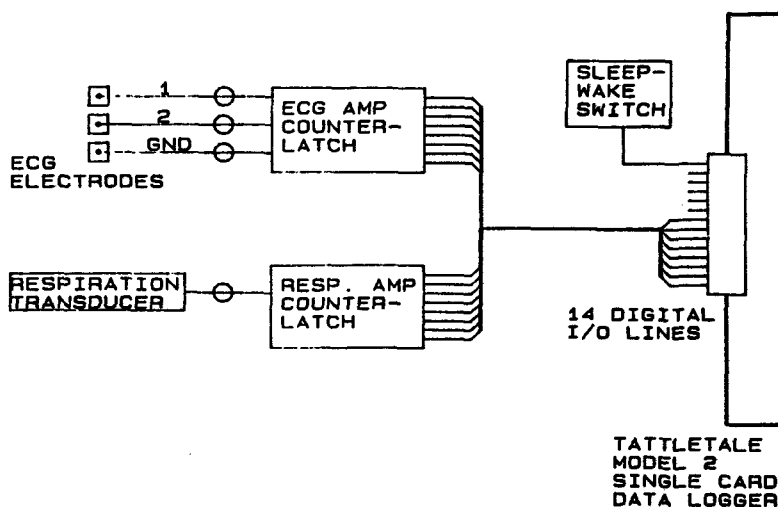 1
2
GND
ECG
ELECTRODES
ECG AMP
COUNTER-
LATCH
SLEEP-
WAKE
SWITCH
RESPIRATION
TRANSDUCER
RESP. AMP
COUNTER-
LATCH
14 DIGITAL
I/O LINES
TATTLETALE
MODEL 2
SINGLE CARD
DATA LOGGER